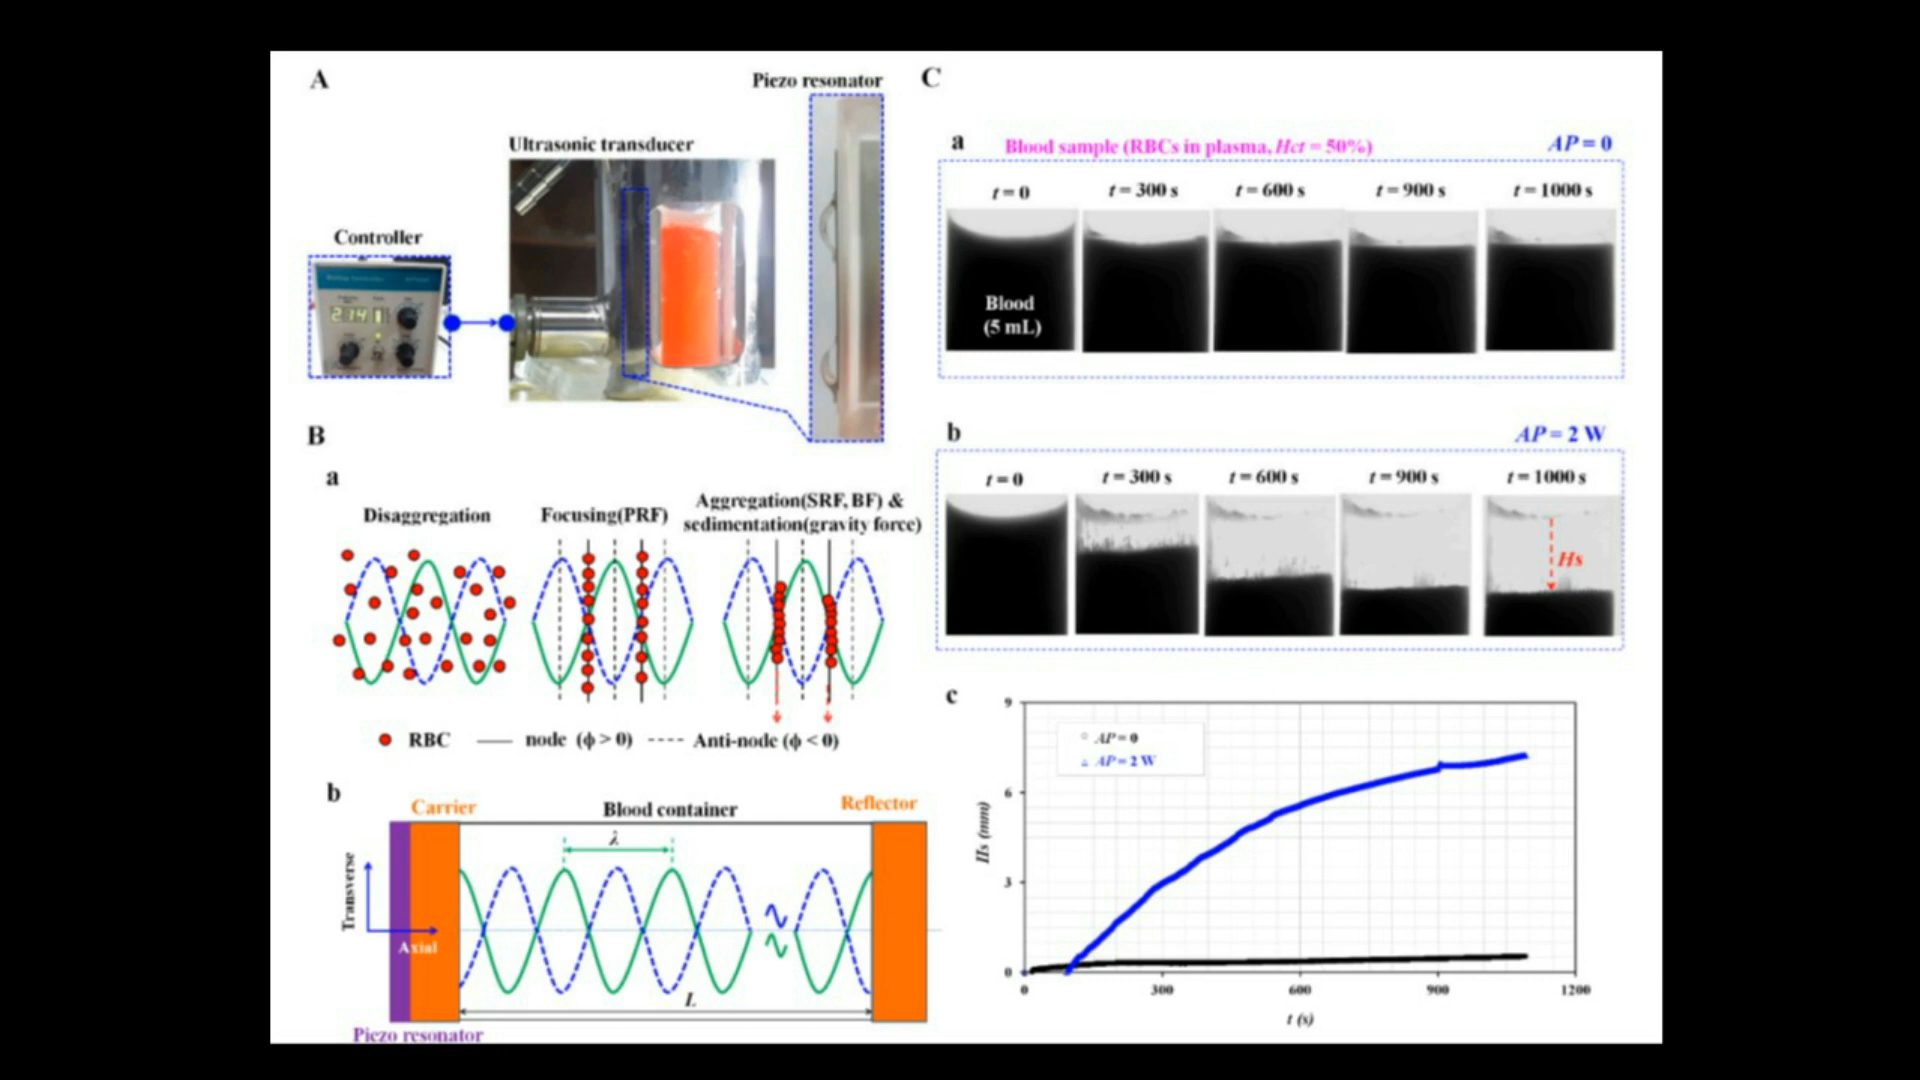 A
Piezo resonator
Ultrasonic transducer
Controller
214
B
a
Disaggregation
Focusing(PRF)
Aggregation(SRF, BF) &
sedimentation(gravity force)
RBC
node (ϕ > 0)
Anti-node (ϕ < 0)
b
Carrier
Blood container
Reflector
λ
Transverse
Axial
L
Piezo resonator
C
a
Blood sample (RBCs in plasma, Hct = 50%)
AP = 0
t = 0
t = 300 s
t = 600 s
t = 900 s
t = 1000 s
Blood
(5 mL)
b
AP = 2 W
t = 0
t = 300 s
t = 600 s
t = 900 s
t = 1000 s
Hs
c
9
6
3
0
Hs (mm)
AP = 0
AP = 2 W
0
300
600
900
1200
t (s)